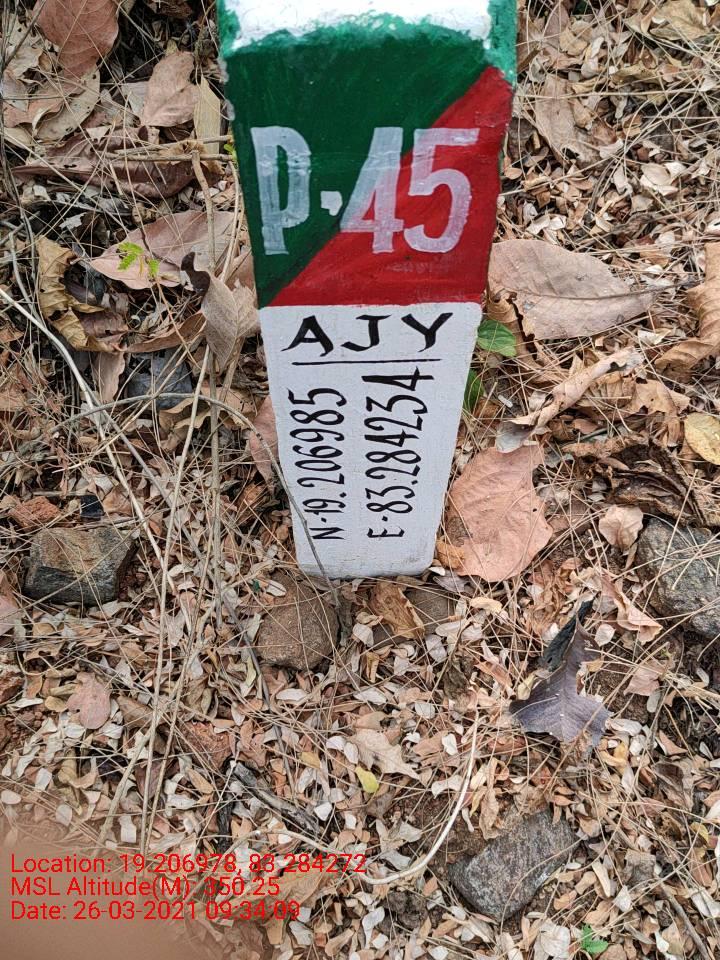 P-45
AJY
N-19.206985
E-83.284234
Location: 19.206978, 83.284272
MSL Altitude(M): 350.25
Date: 26-03-2021 09:34:09